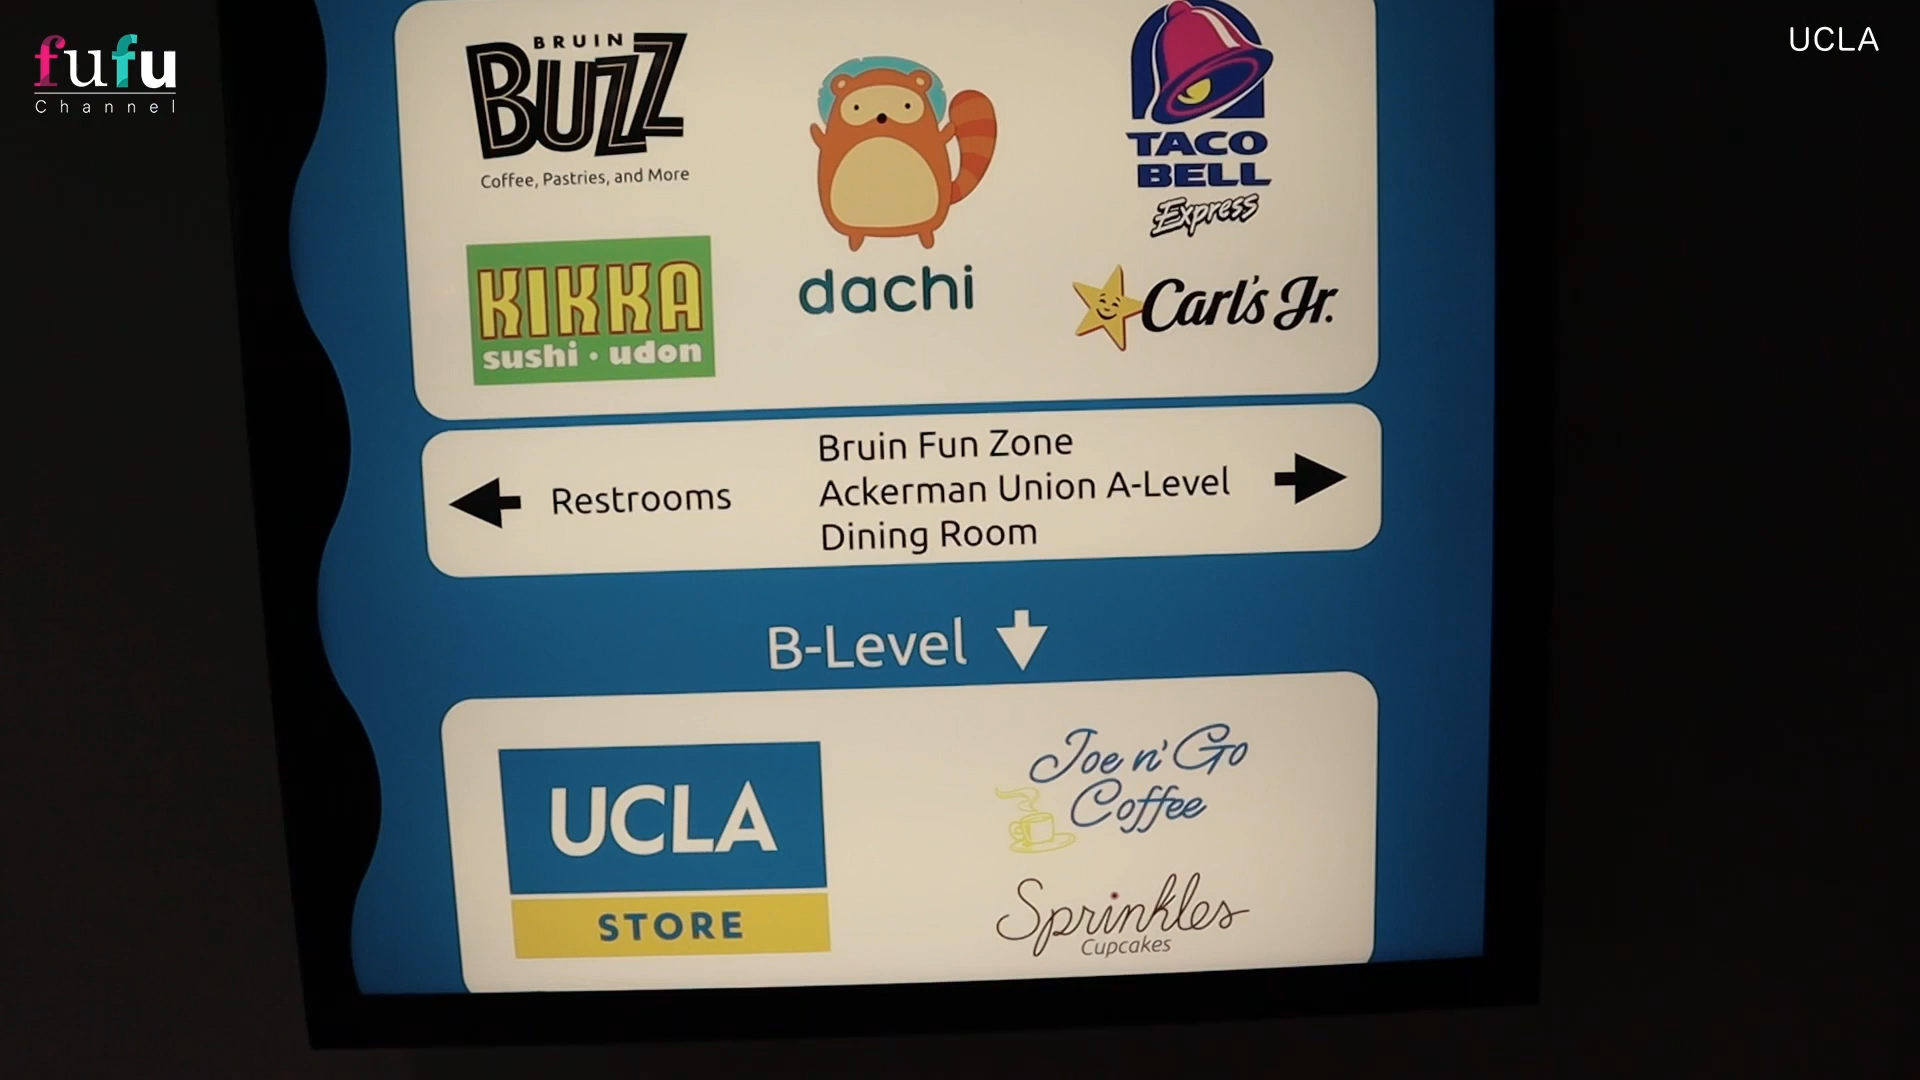 fufu
Channel
UCLA
BRUIN
BUZZ
Coffee, Pastries, and More
KIKKA
sushi · udon
dachi
TACO
BELL
Express
Carl's Jr.
Restrooms
Bruin Fun Zone
Ackerman Union A-Level
Dining Room
B-Level
UCLA
STORE
Joe n' Go
Coffee
Sprinkles
Cupcakes